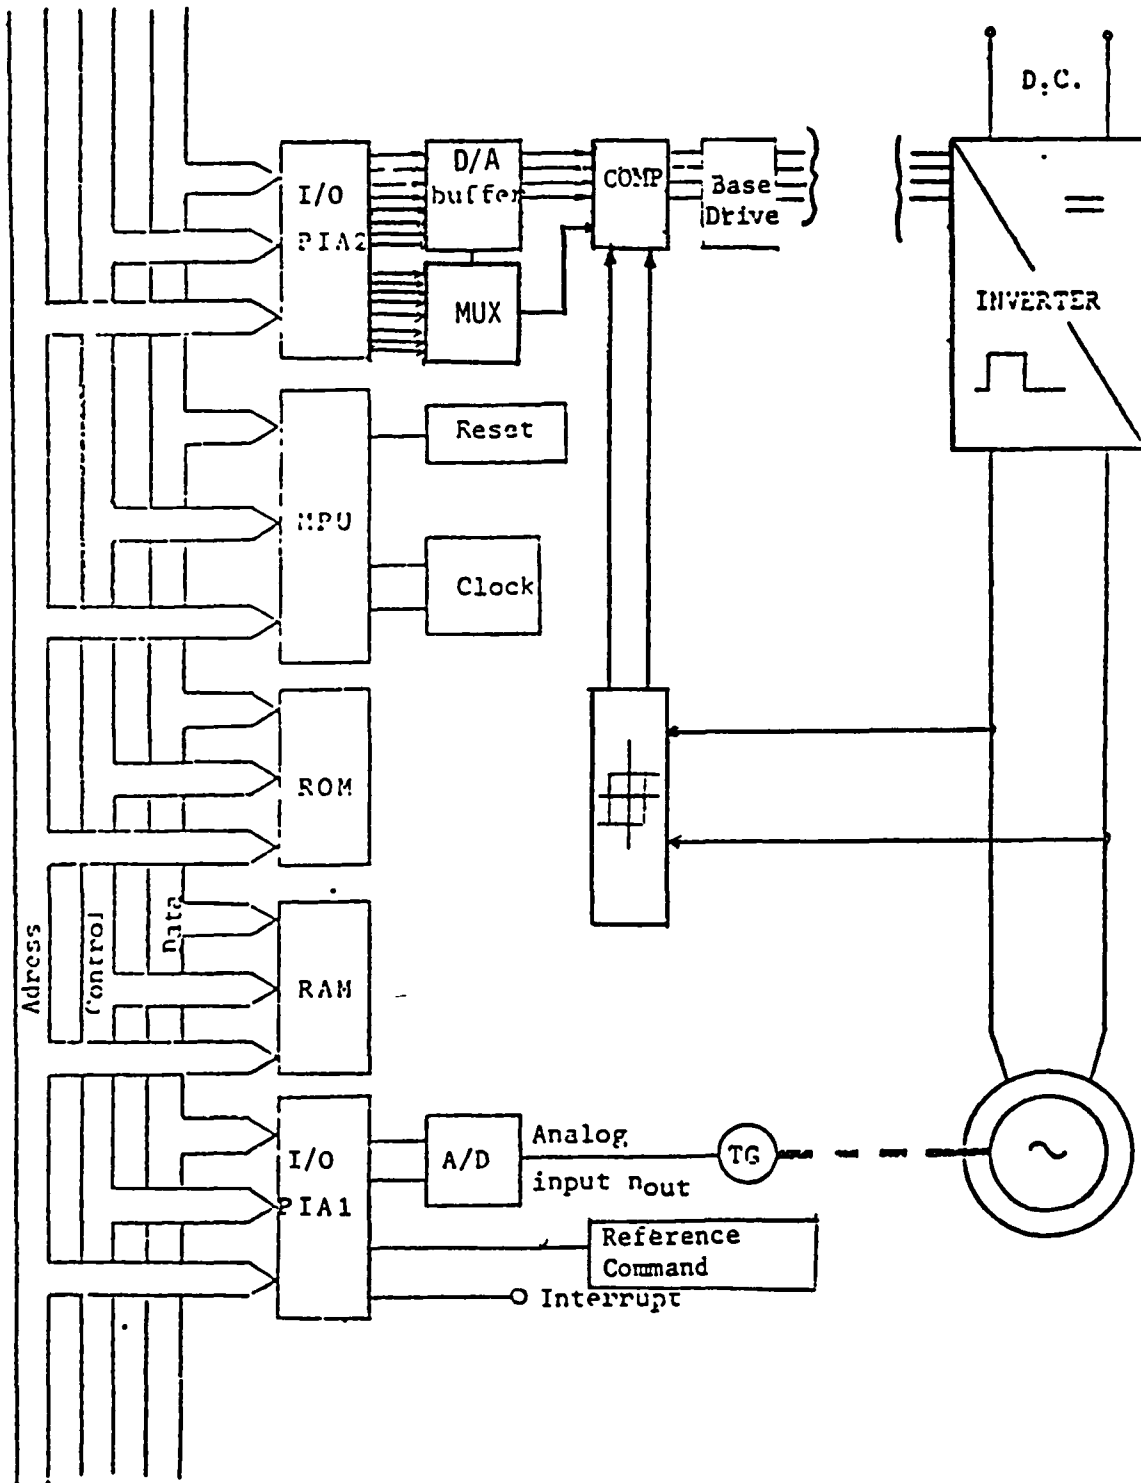 D.C.
I/O
PIA2
D/A
buffer
COMP
Base
Drive
MUX
INVERTER
MPU
Reset
Clock
ROM
RAM
Adress
Control
Data
I/O
PIA1
A/D
Analog
input nout
TG
~
Reference
Command
Interrupt